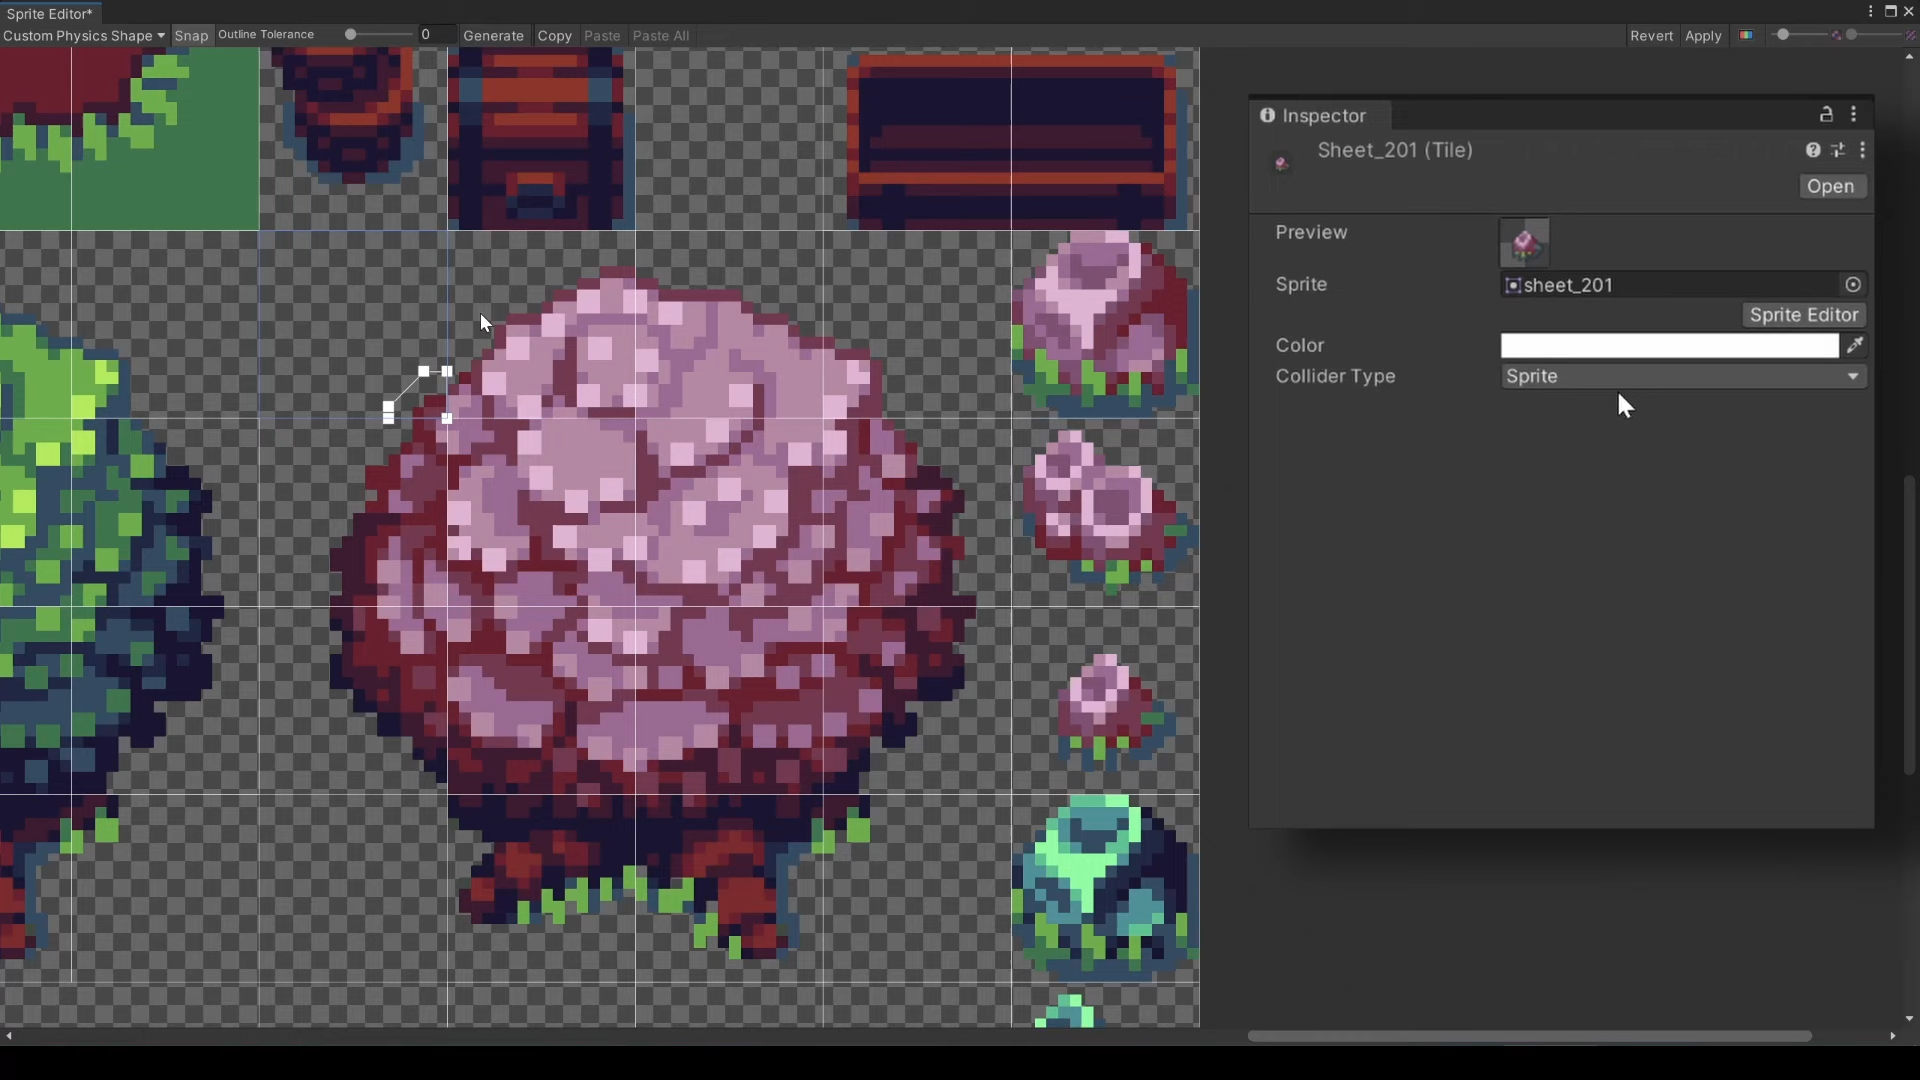 Sprite Editor*
Custom Physics Shape Snap Outline Tolerance 0 Generate Copy Paste Paste All Revert Apply
Inspector
Sheet_201 (Tile)
Open
Preview
Sprite sheet_201
Sprite Editor
Color
Collider Type Sprite